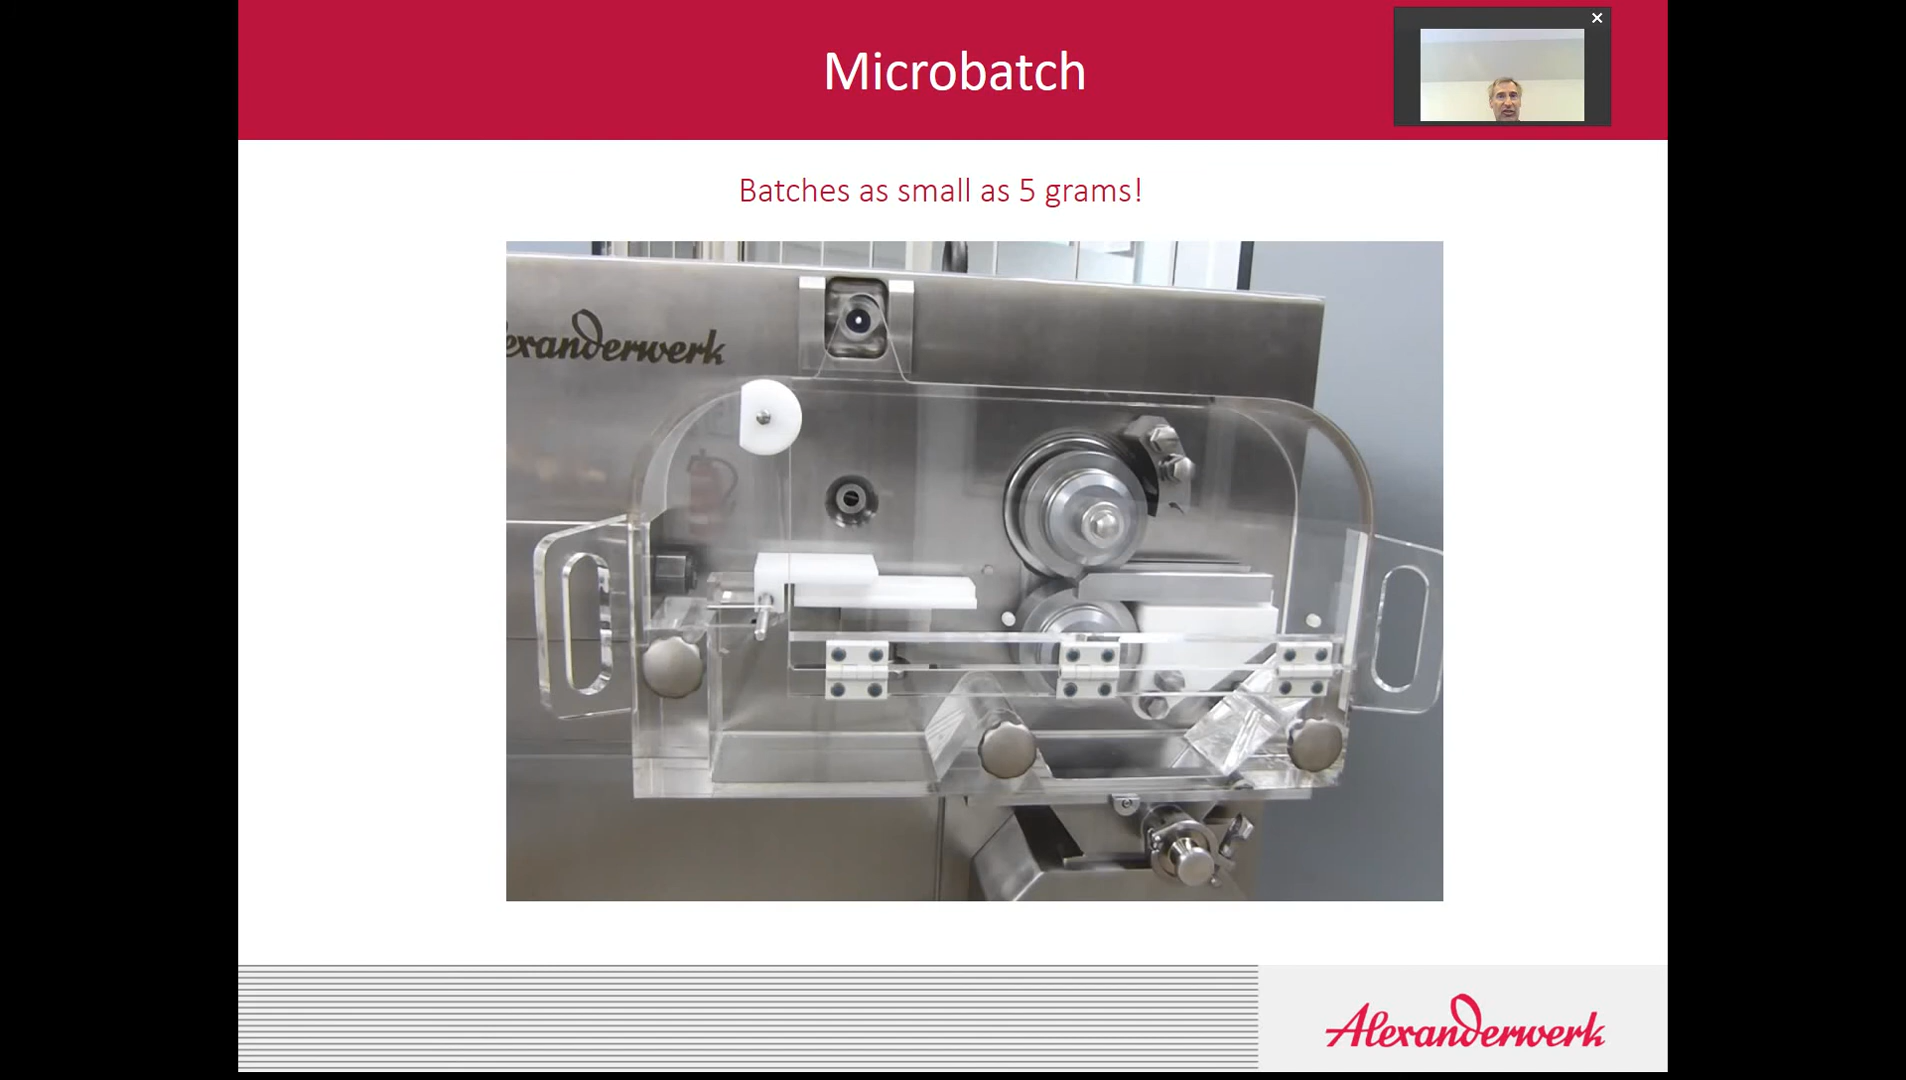 Microbatch
Batches as small as 5 grams!
exanderwerk
Alexanderwerk